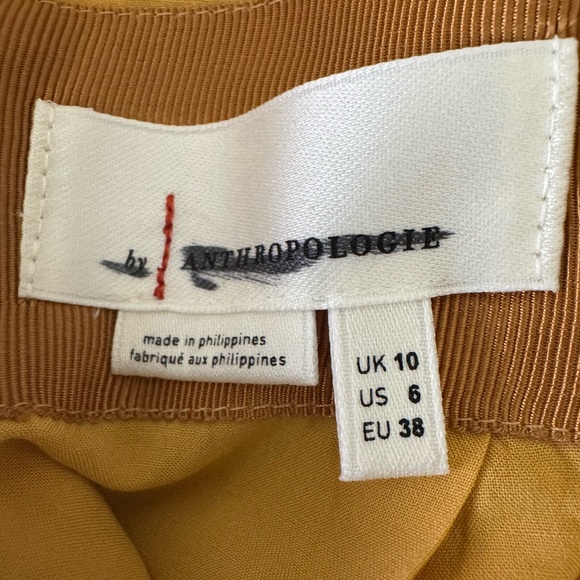 by ANTHROPOLOGIE
made in philippines
fabriqué aux philippines
UK 10
US 6
EU 38